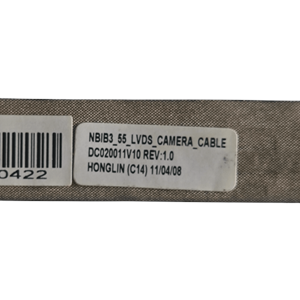 NBIB3_55_LVDS_CAMERA_CABLE
DC020011V10 REV:1.0
HONGLIN (C14) 11/04/08
0422